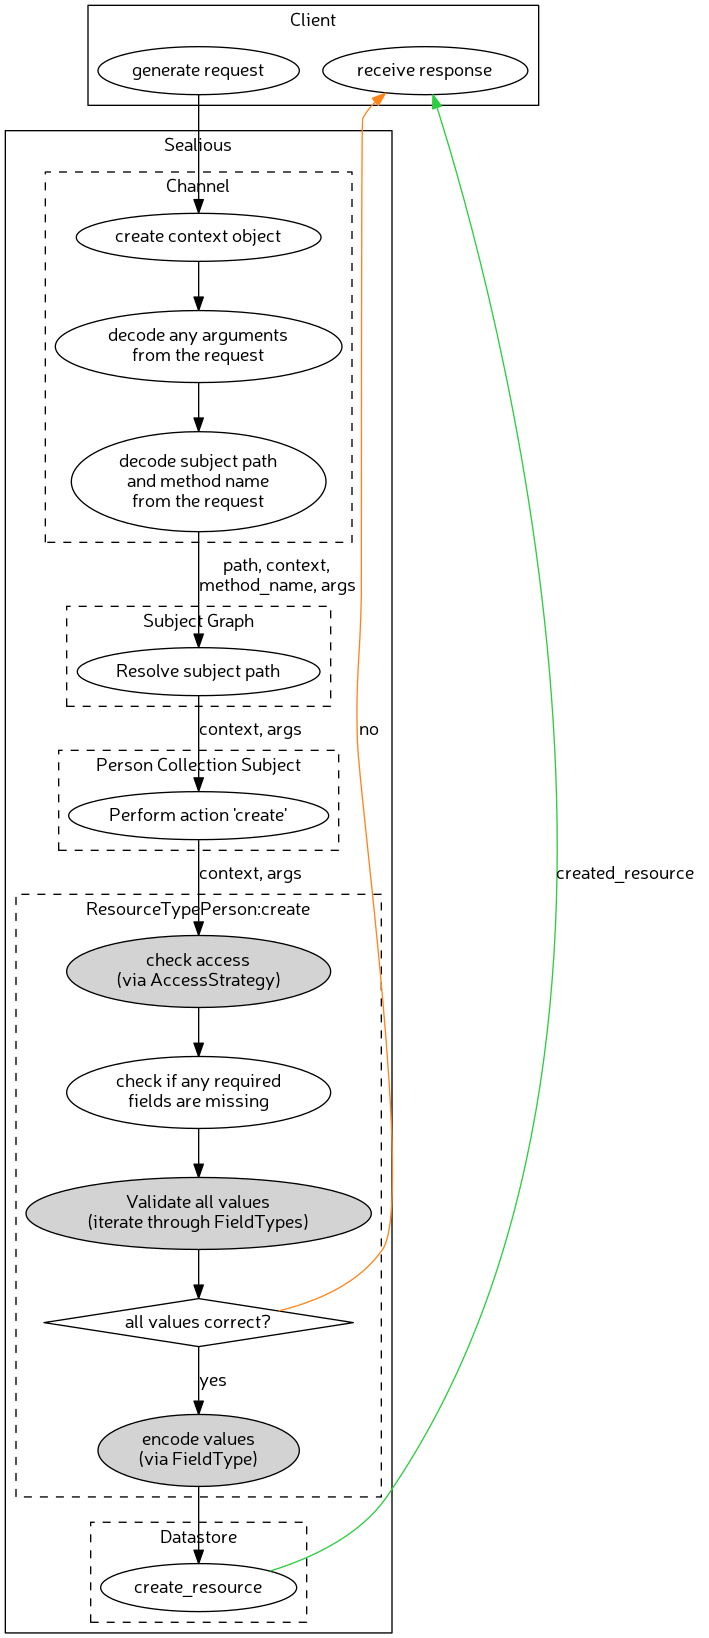 Client
generate request
receive response
Sealious
Channel
create context object
decode any arguments
from the request
decode subject path
and method name
from the request
path, context,
method_name, args
Subject Graph
Resolve subject path
context, args
no
Person Collection Subject
Perform action 'create'
context, args
created_resource
ResourceTypePerson:create
check access
(via AccessStrategy)
check if any required
fields are missing
Validate all values
(iterate through FieldTypes)
all values correct?
yes
encode values
(via FieldType)
Datastore
create_resource